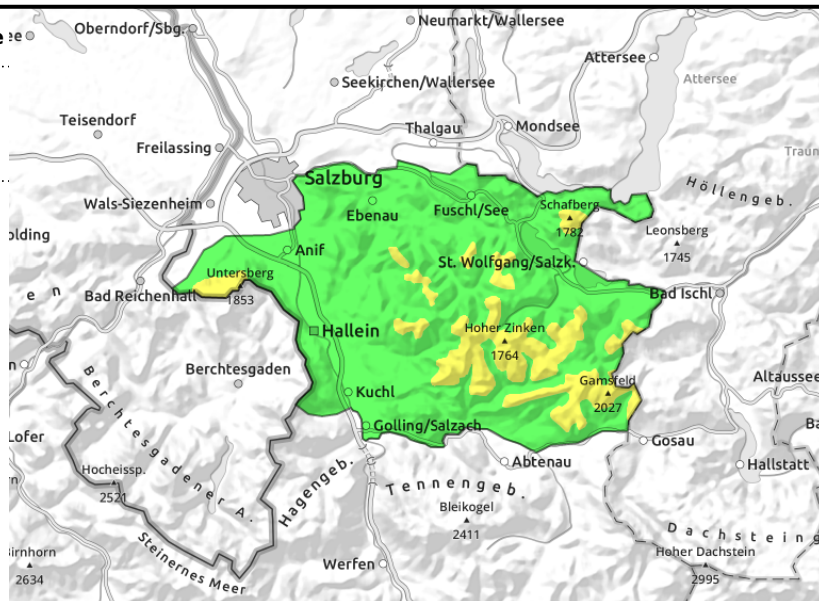 Neumarkt/Wallersee
Oberndorf/Sbg.
Attersee
Attersee
Seekirchen/Wallersee
Teisendorf
Thalgau
Mondsee
Freilassing
Salzburg
Höllengeb.
Wals-Siezenheim
Ebenau
Fuschl/See
Schafberg
1782
Leonsberg
1745
Anif
St. Wolfgang/Salzk.
Untersberg
1853
Bad Reichenhall
Bad Ischl
Hallein
Hoher Zinken
1764
Berchtesgaden
Gamsfeld
2027
Kuchl
Berchtesgadener A.
Golling/Salzach
Gosau
Abtenau
Hallstatt
Hocheissp.
2521
Hagengeb.
Tennengeb.
Bleikogel
2411
Steinernes Meer
Werfen
Hoher Dachstein
2995
2634